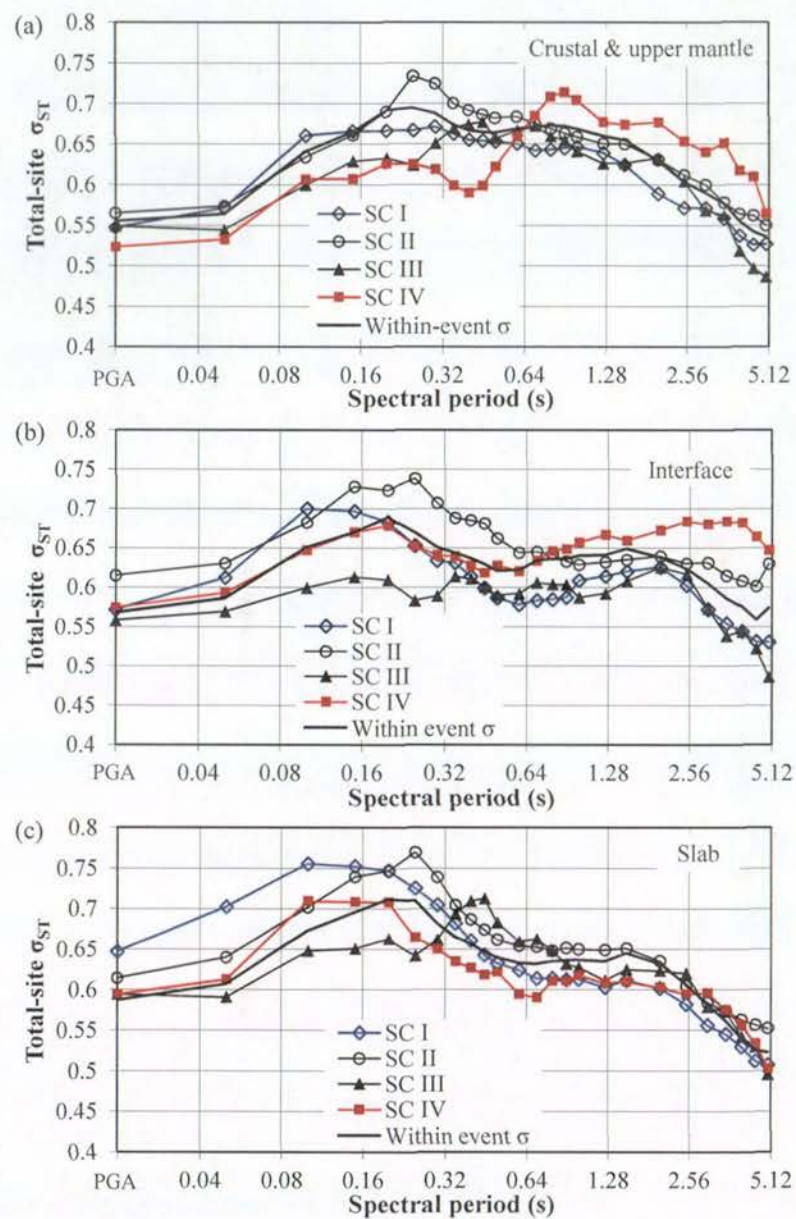 (a)
Crustal & upper mantle
Total-site σST
0.8
0.75
0.7
0.65
0.6
0.55
0.5
0.45
0.4
SC I
SC II
SC III
SC IV
Within-event σ
PGA 0.04 0.08 0.16 0.32 0.64 1.28 2.56 5.12
Spectral period (s)
(b)
Interface
Total-site σST
0.8
0.75
0.7
0.65
0.6
0.55
0.5
0.45
0.4
SC I
SC II
SC III
SC IV
Within event σ
PGA 0.04 0.08 0.16 0.32 0.64 1.28 2.56 5.12
Spectral period (s)
(c)
Slab
Total-site σST
0.8
0.75
0.7
0.65
0.6
0.55
0.5
0.45
0.4
SC I
SC II
SC III
SC IV
Within event σ
PGA 0.04 0.08 0.16 0.32 0.64 1.28 2.56 5.12
Spectral period (s)